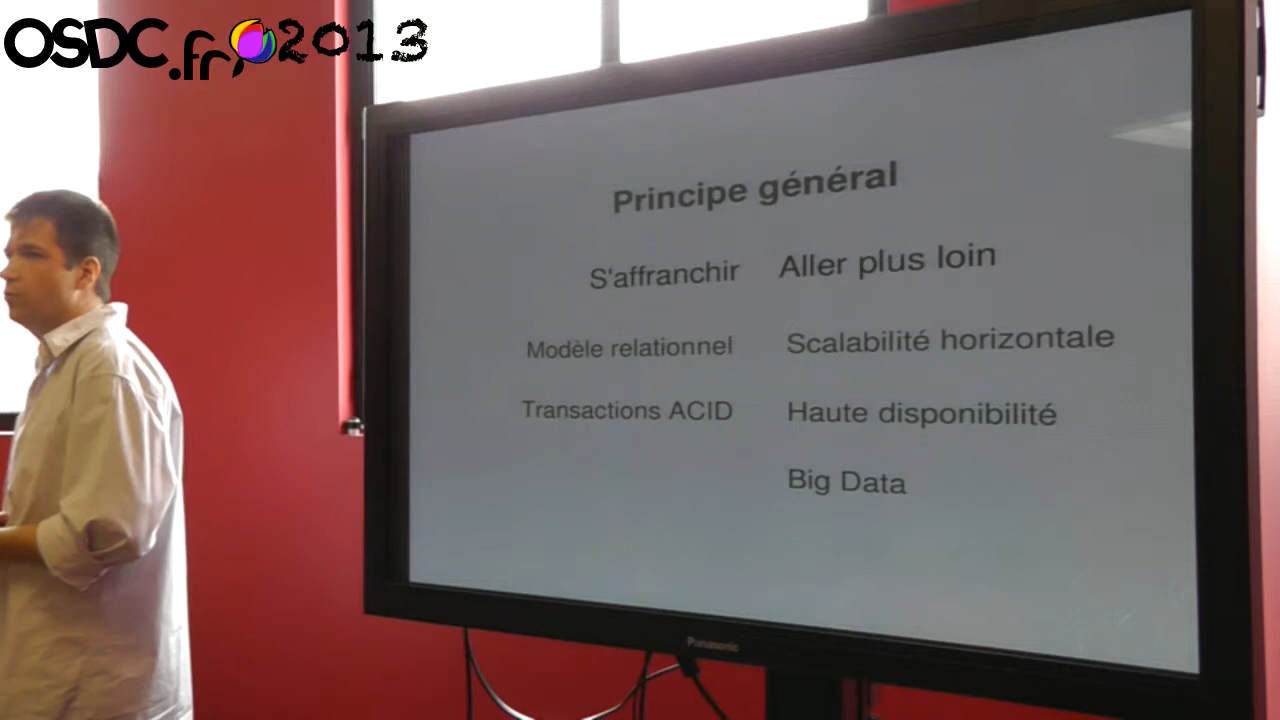 OSDC.fr 2013
Principe général
S'affranchir Aller plus loin
Modèle relationnel Scalabilité horizontale
Transactions ACID Haute disponibilité
Big Data
Panasonic